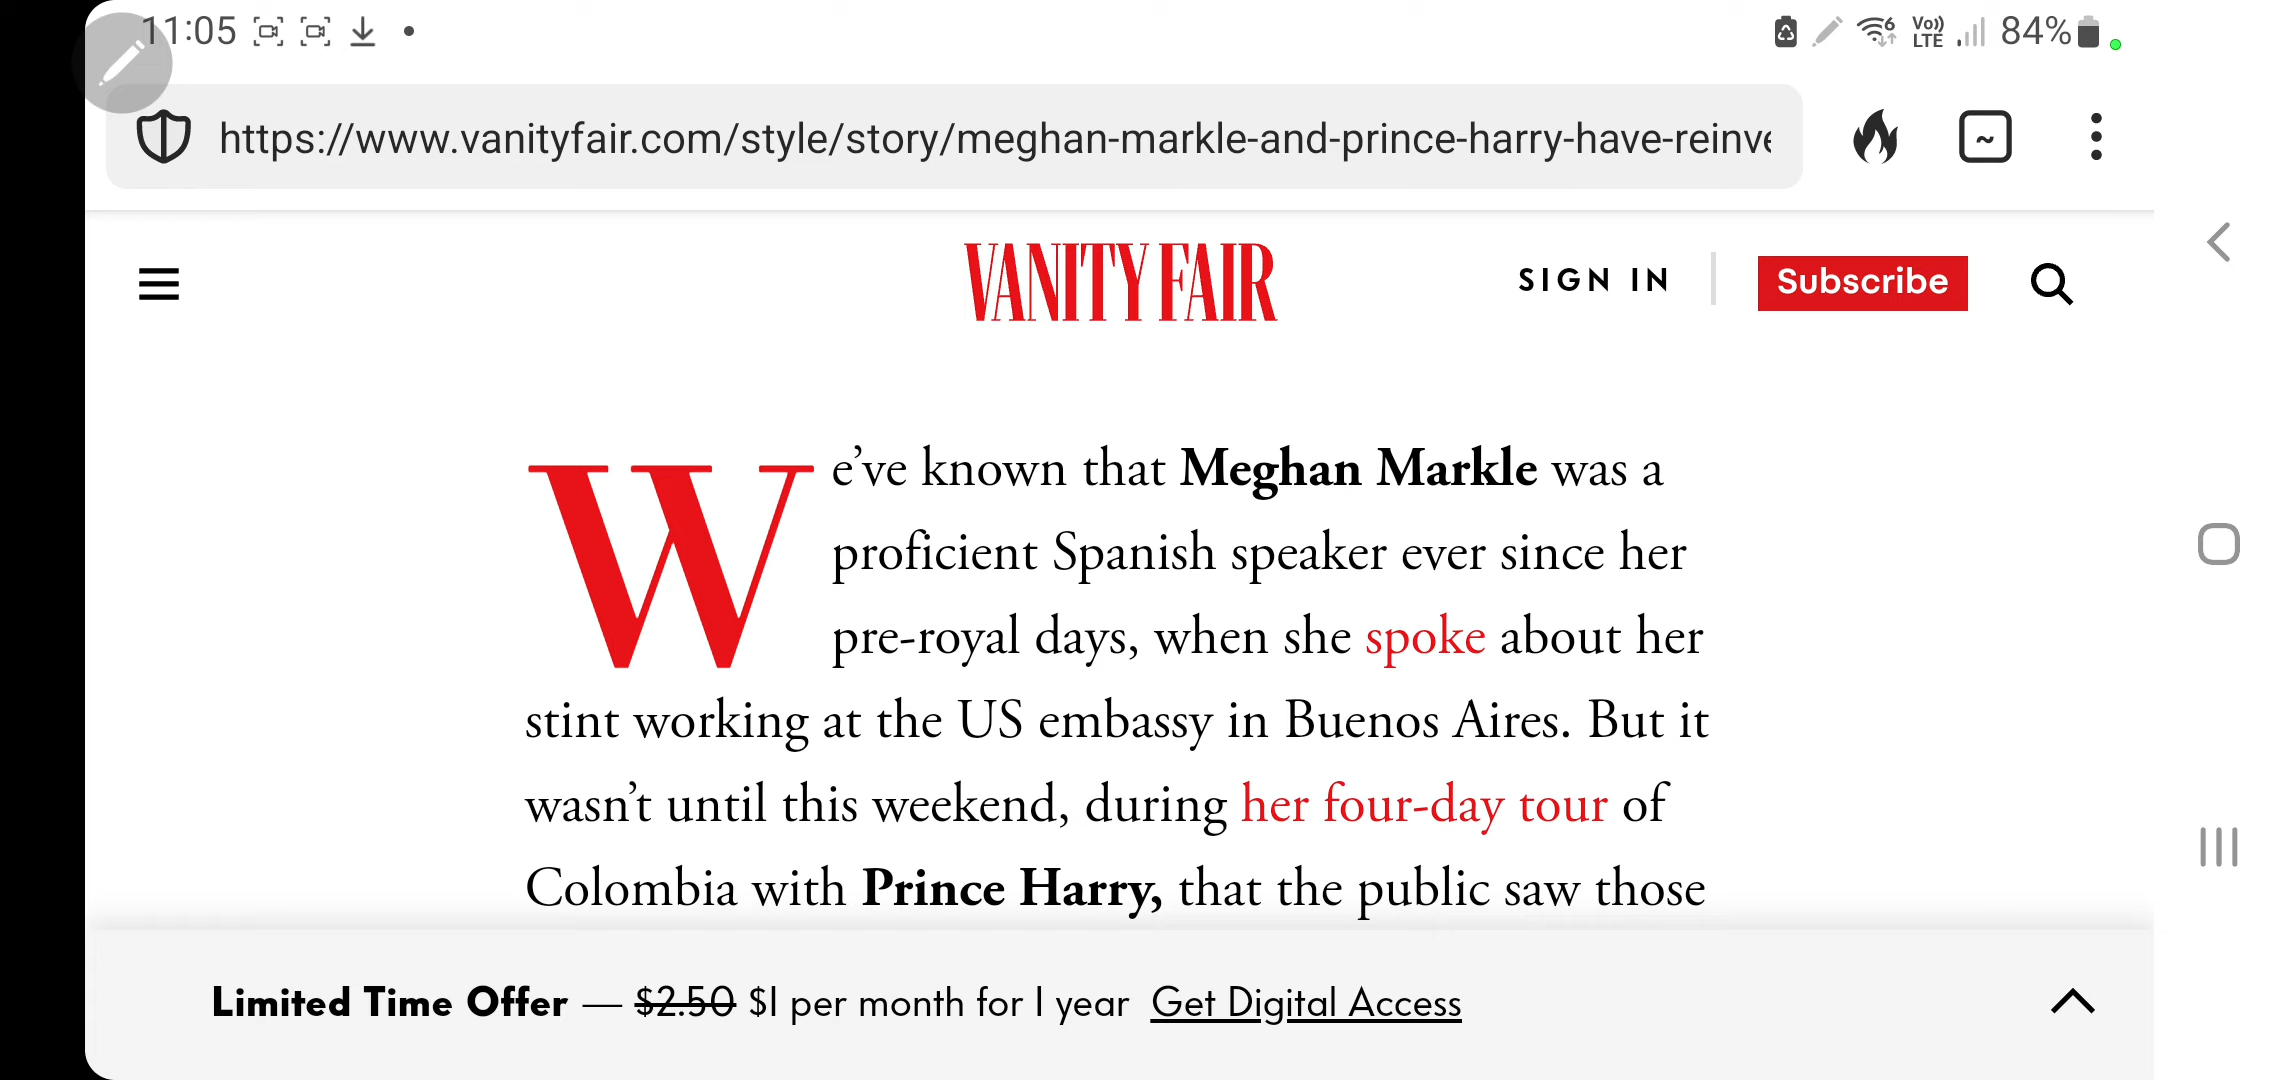 11:05 84%
Vo)) LTE
https://www.vanityfair.com/style/story/meghan-markle-and-prince-harry-have-reinve
VANITY FAIR SIGN IN Subscribe
We’ve known that Meghan Markle was a
proficient Spanish speaker ever since her
pre-royal days, when she spoke about her
stint working at the US embassy in Buenos Aires. But it
wasn’t until this weekend, during her four-day tour of
Colombia with Prince Harry, that the public saw those
Limited Time Offer — $2.50 $1 per month for 1 year Get Digital Access